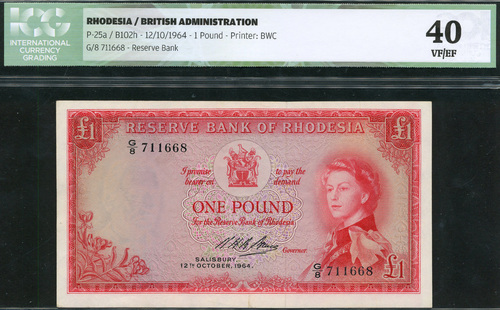 ICG
INTERNATIONAL
CURRENCY
GRADING
RHODESIA / BRITISH ADMINISTRATION
P-25a / B102h - 12/10/1964 - 1 Pound - Printer: BWC
G/8 711668 - Reserve Bank
40
VF/EF
£1
RESERVE BANK OF RHODESIA
£1
G/8 711668
I promise to pay the
bearer on demand
ONE POUND
For the Reserve Bank of Rhodesia
Governor
SALISBURY,
12TH OCTOBER, 1964.
G/8 711668
£1